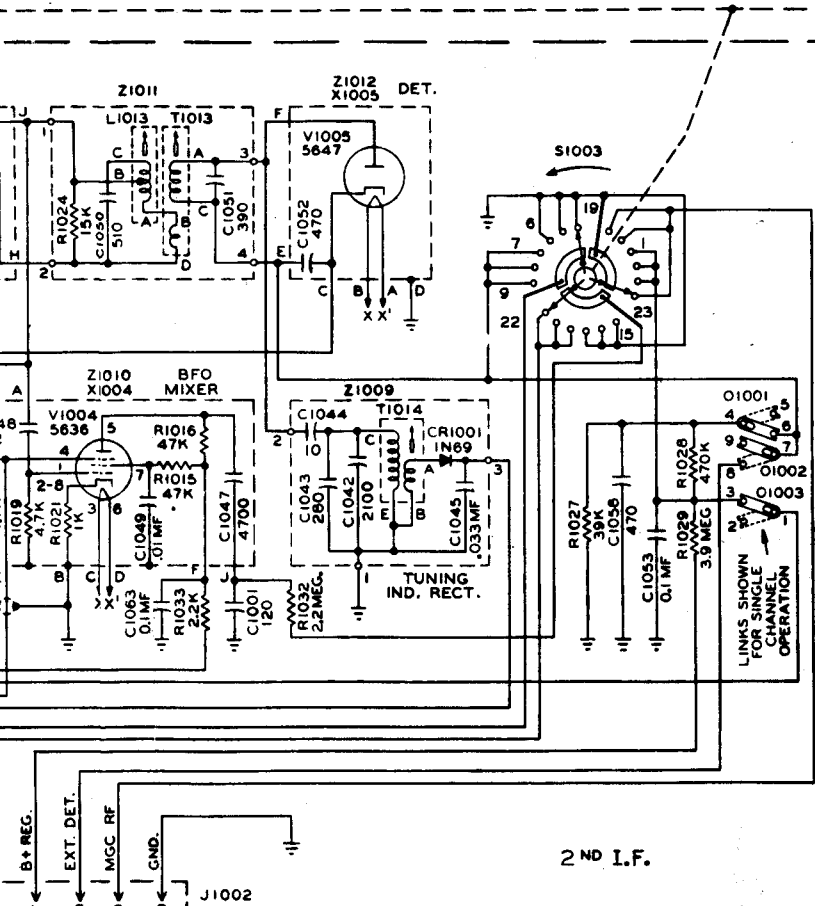 Z1011
Z1012
X1005
DET.
J
L1013
T1013
F
V1005
5647
1
C
B
A
3
R1024
15K
C1050
510
A
B
C
D
C1051
390
C1052
470
H
2
4
E
C
B
A
D
X X'
S1003
19
6
7
9
1
23
22
15
A
Z1010
X1004
BFO
MIXER
V1004
5636
5
4
1
2-8
7
3
6
R1016
47K
R1015
47K
R1019
4.7K
R1021
1K
C1049
.01 MF
C1047
4700
B
C
D
X X'
F
J
C1063
0.1MF
R1033
2.2K
C1001
120
R1032
2.2MEG.
Z1009
2
C1044
10
T1014
C
CR1001
1N69
A
3
C1043
280
C1042
2100
E
B
C1045
.033MF
1
TUNING
IND. RECT.
O1001
4
5
6
9
7
8
O1002
3
O1003
2
1
R1028
470K
R1027
39K
C1058
470
C1053
0.1 MF
R1029
3.9 MEG
LINKS SHOWN
FOR SINGLE
CHANNEL
OPERATION
B+ REG.
EXT. DET.
MGC RF
GND.
J1002
2ND I.F.